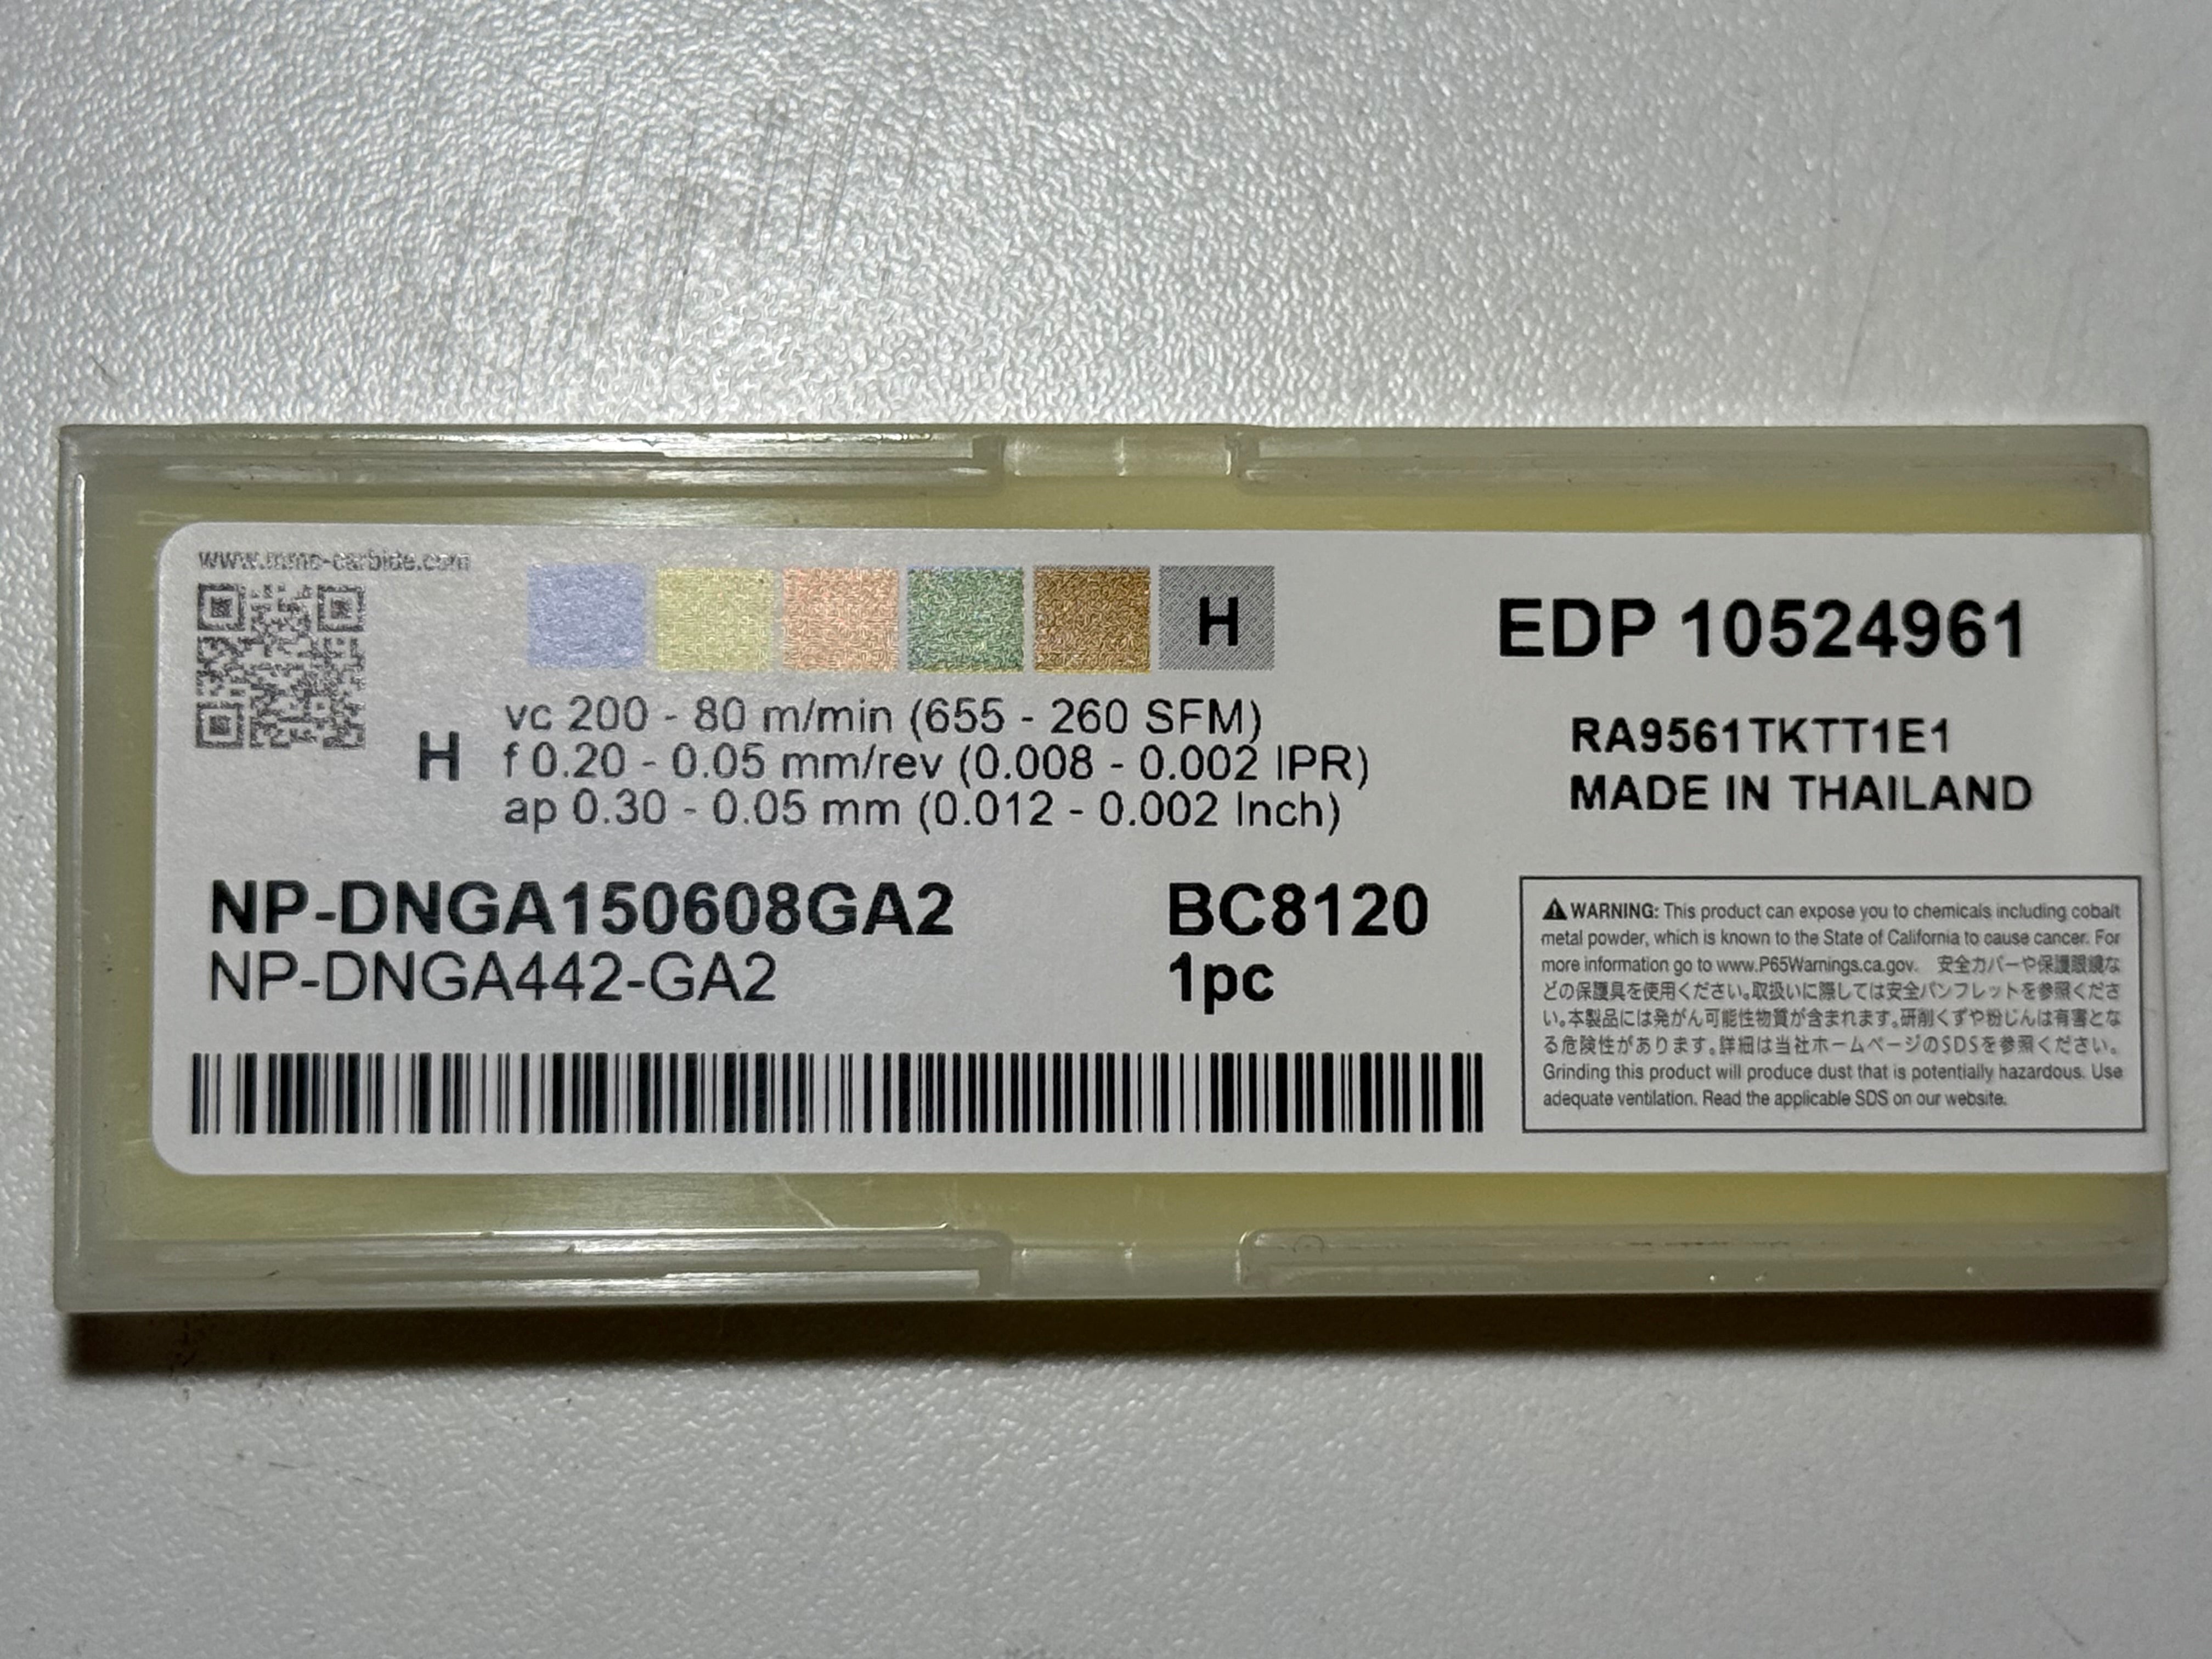 www.mmc-carbide.com
H
EDP 10524961
H
vc 200 - 80 m/min (655 - 260 SFM)
f 0.20 - 0.05 mm/rev (0.008 - 0.002 IPR)
ap 0.30 - 0.05 mm (0.012 - 0.002 Inch)
RA9561TKTT1E1
MADE IN THAILAND
NP-DNGA150608GA2
BC8120
NP-DNGA442-GA2
1pc
⚠WARNING: This product can expose you to chemicals including cobalt
metal powder, which is known to the State of California to cause cancer. For
more information go to www.P65Warnings.ca.gov. 安全カバーや保護眼鏡な
どの保護具を使用ください。取扱いに際しては安全パンフレットを参照くださ
い。本製品には発がん可能性物質が含まれます。研削くずや粉じんは有害とな
る危険性があります。詳細は当社ホームページのSDSを参照ください。
Grinding this product will produce dust that is potentially hazardous. Use
adequate ventilation. Read the applicable SDS on our website.